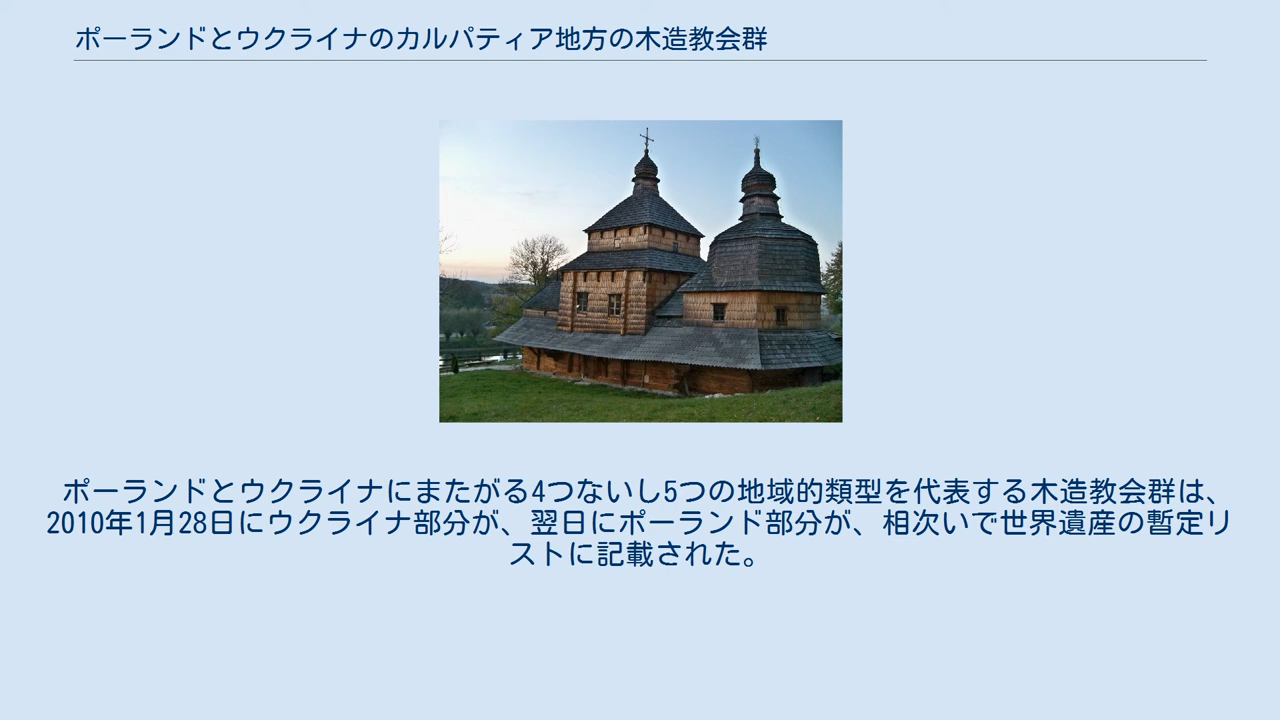 ポーランドとウクライナのカルパティア地方の木造教会群
ポーランドとウクライナにまたがる4つないし5つの地域的類型を代表する木造教会群は、
2010年1月28日にウクライナ部分が、翌日にポーランド部分が、相次いで世界遺産の暫定リ
ストに記載された。